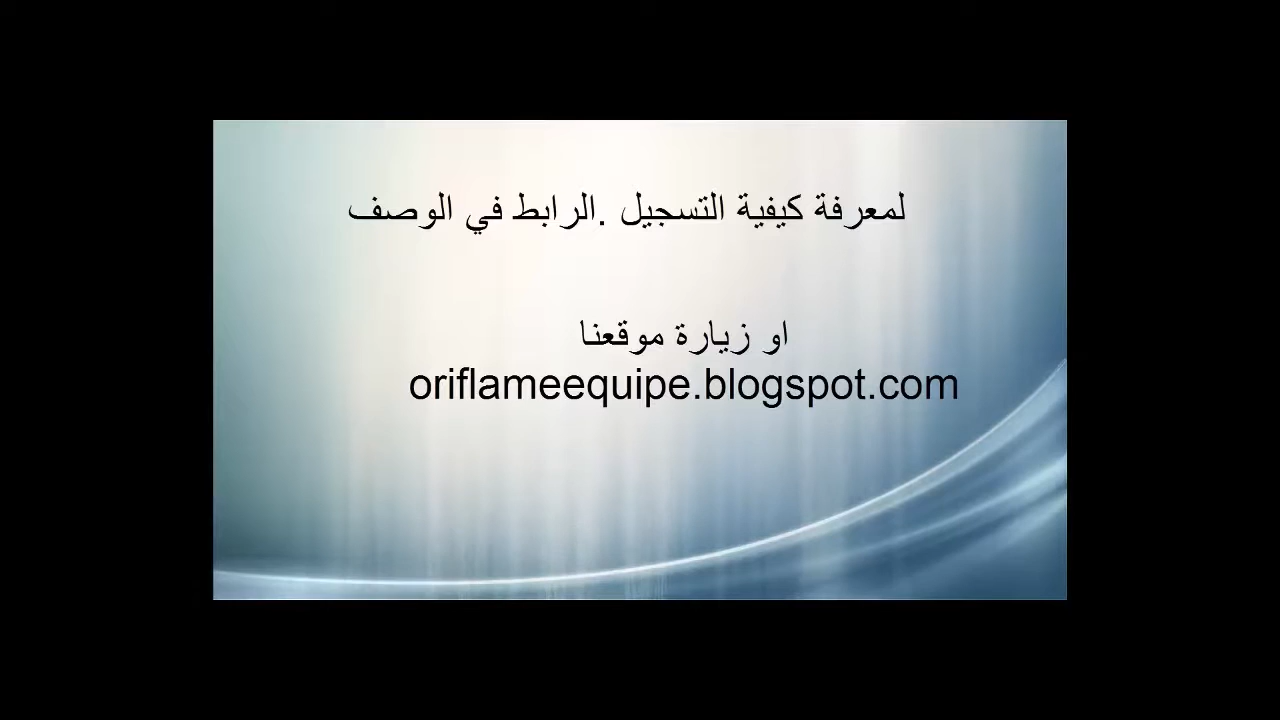 لمعرفة كيفية التسجيل .الرابط في الوصف
او زيارة موقعنا
oriflameequipe.blogspot.com